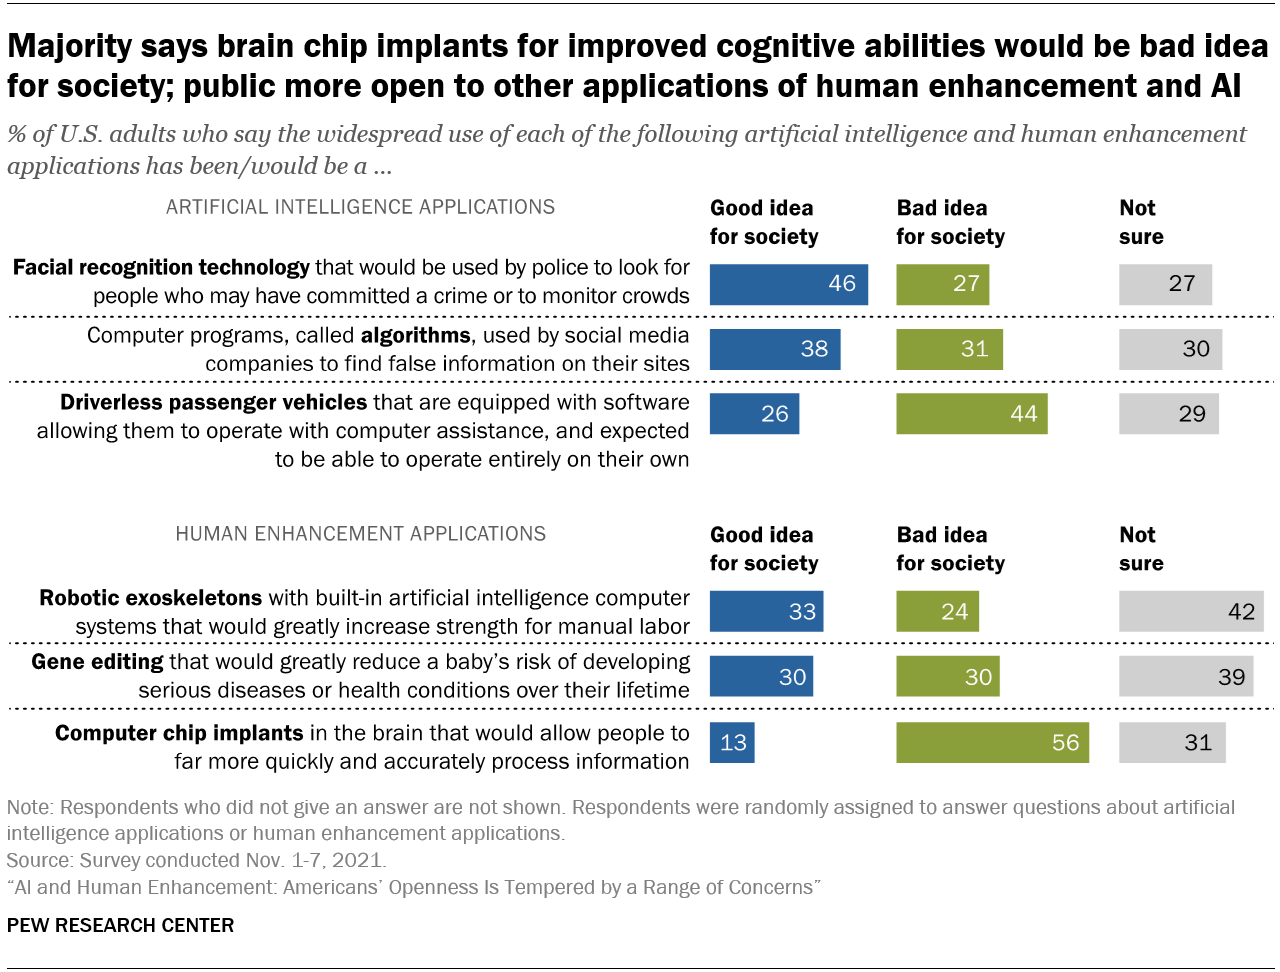 Majority says brain chip implants for improved cognitive abilities would be bad idea
for society; public more open to other applications of human enhancement and AI
% of U.S. adults who say the widespread use of each of the following artificial intelligence and human enhancement
applications has been/would be a ...
ARTIFICIAL INTELLIGENCE APPLICATIONS
Good idea
for society
Bad idea
for society
Not
sure
Facial recognition technology that would be used by police to look for
people who may have committed a crime or to monitor crowds
46 27 27
Computer programs, called algorithms, used by social media
companies to find false information on their sites
38 31 30
Driverless passenger vehicles that are equipped with software
allowing them to operate with computer assistance, and expected
to be able to operate entirely on their own
26 44 29
HUMAN ENHANCEMENT APPLICATIONS
Good idea
for society
Bad idea
for society
Not
sure
Robotic exoskeletons with built-in artificial intelligence computer
systems that would greatly increase strength for manual labor
33 24 42
Gene editing that would greatly reduce a baby’s risk of developing
serious diseases or health conditions over their lifetime
30 30 39
Computer chip implants in the brain that would allow people to
far more quickly and accurately process information
13 56 31
Note: Respondents who did not give an answer are not shown. Respondents were randomly assigned to answer questions about artificial
intelligence applications or human enhancement applications.
Source: Survey conducted Nov. 1-7, 2021.
“AI and Human Enhancement: Americans’ Openness Is Tempered by a Range of Concerns”
PEW RESEARCH CENTER